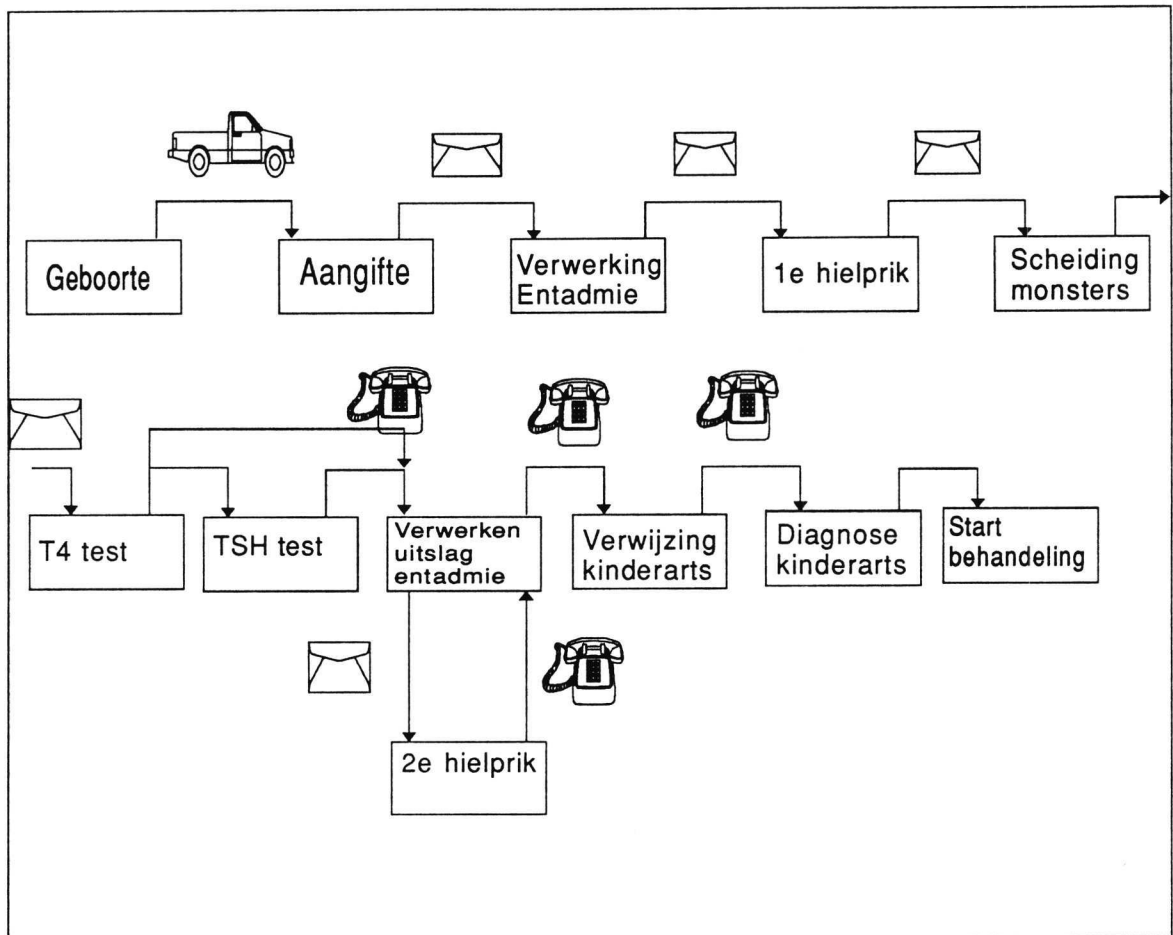 Geboorte
Aangifte
Verwerking
Entadmie
1e hielprik
Scheiding
monsters
T4 test
TSH test
Verwerken
uitslag
entadmie
Verwijzing
kinderarts
Diagnose
kinderarts
Start
behandeling
2e hielprik